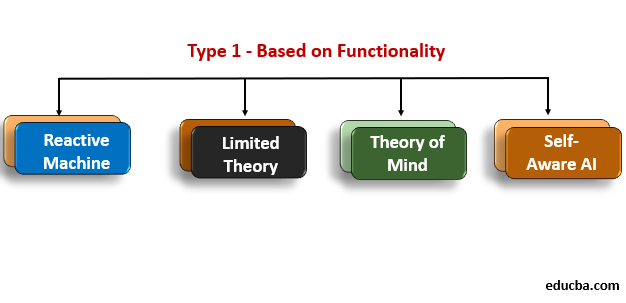 Type 1 - Based on Functionality
Reactive
Machine
Limited
Theory
Theory of
Mind
Self-
Aware AI
educba.com